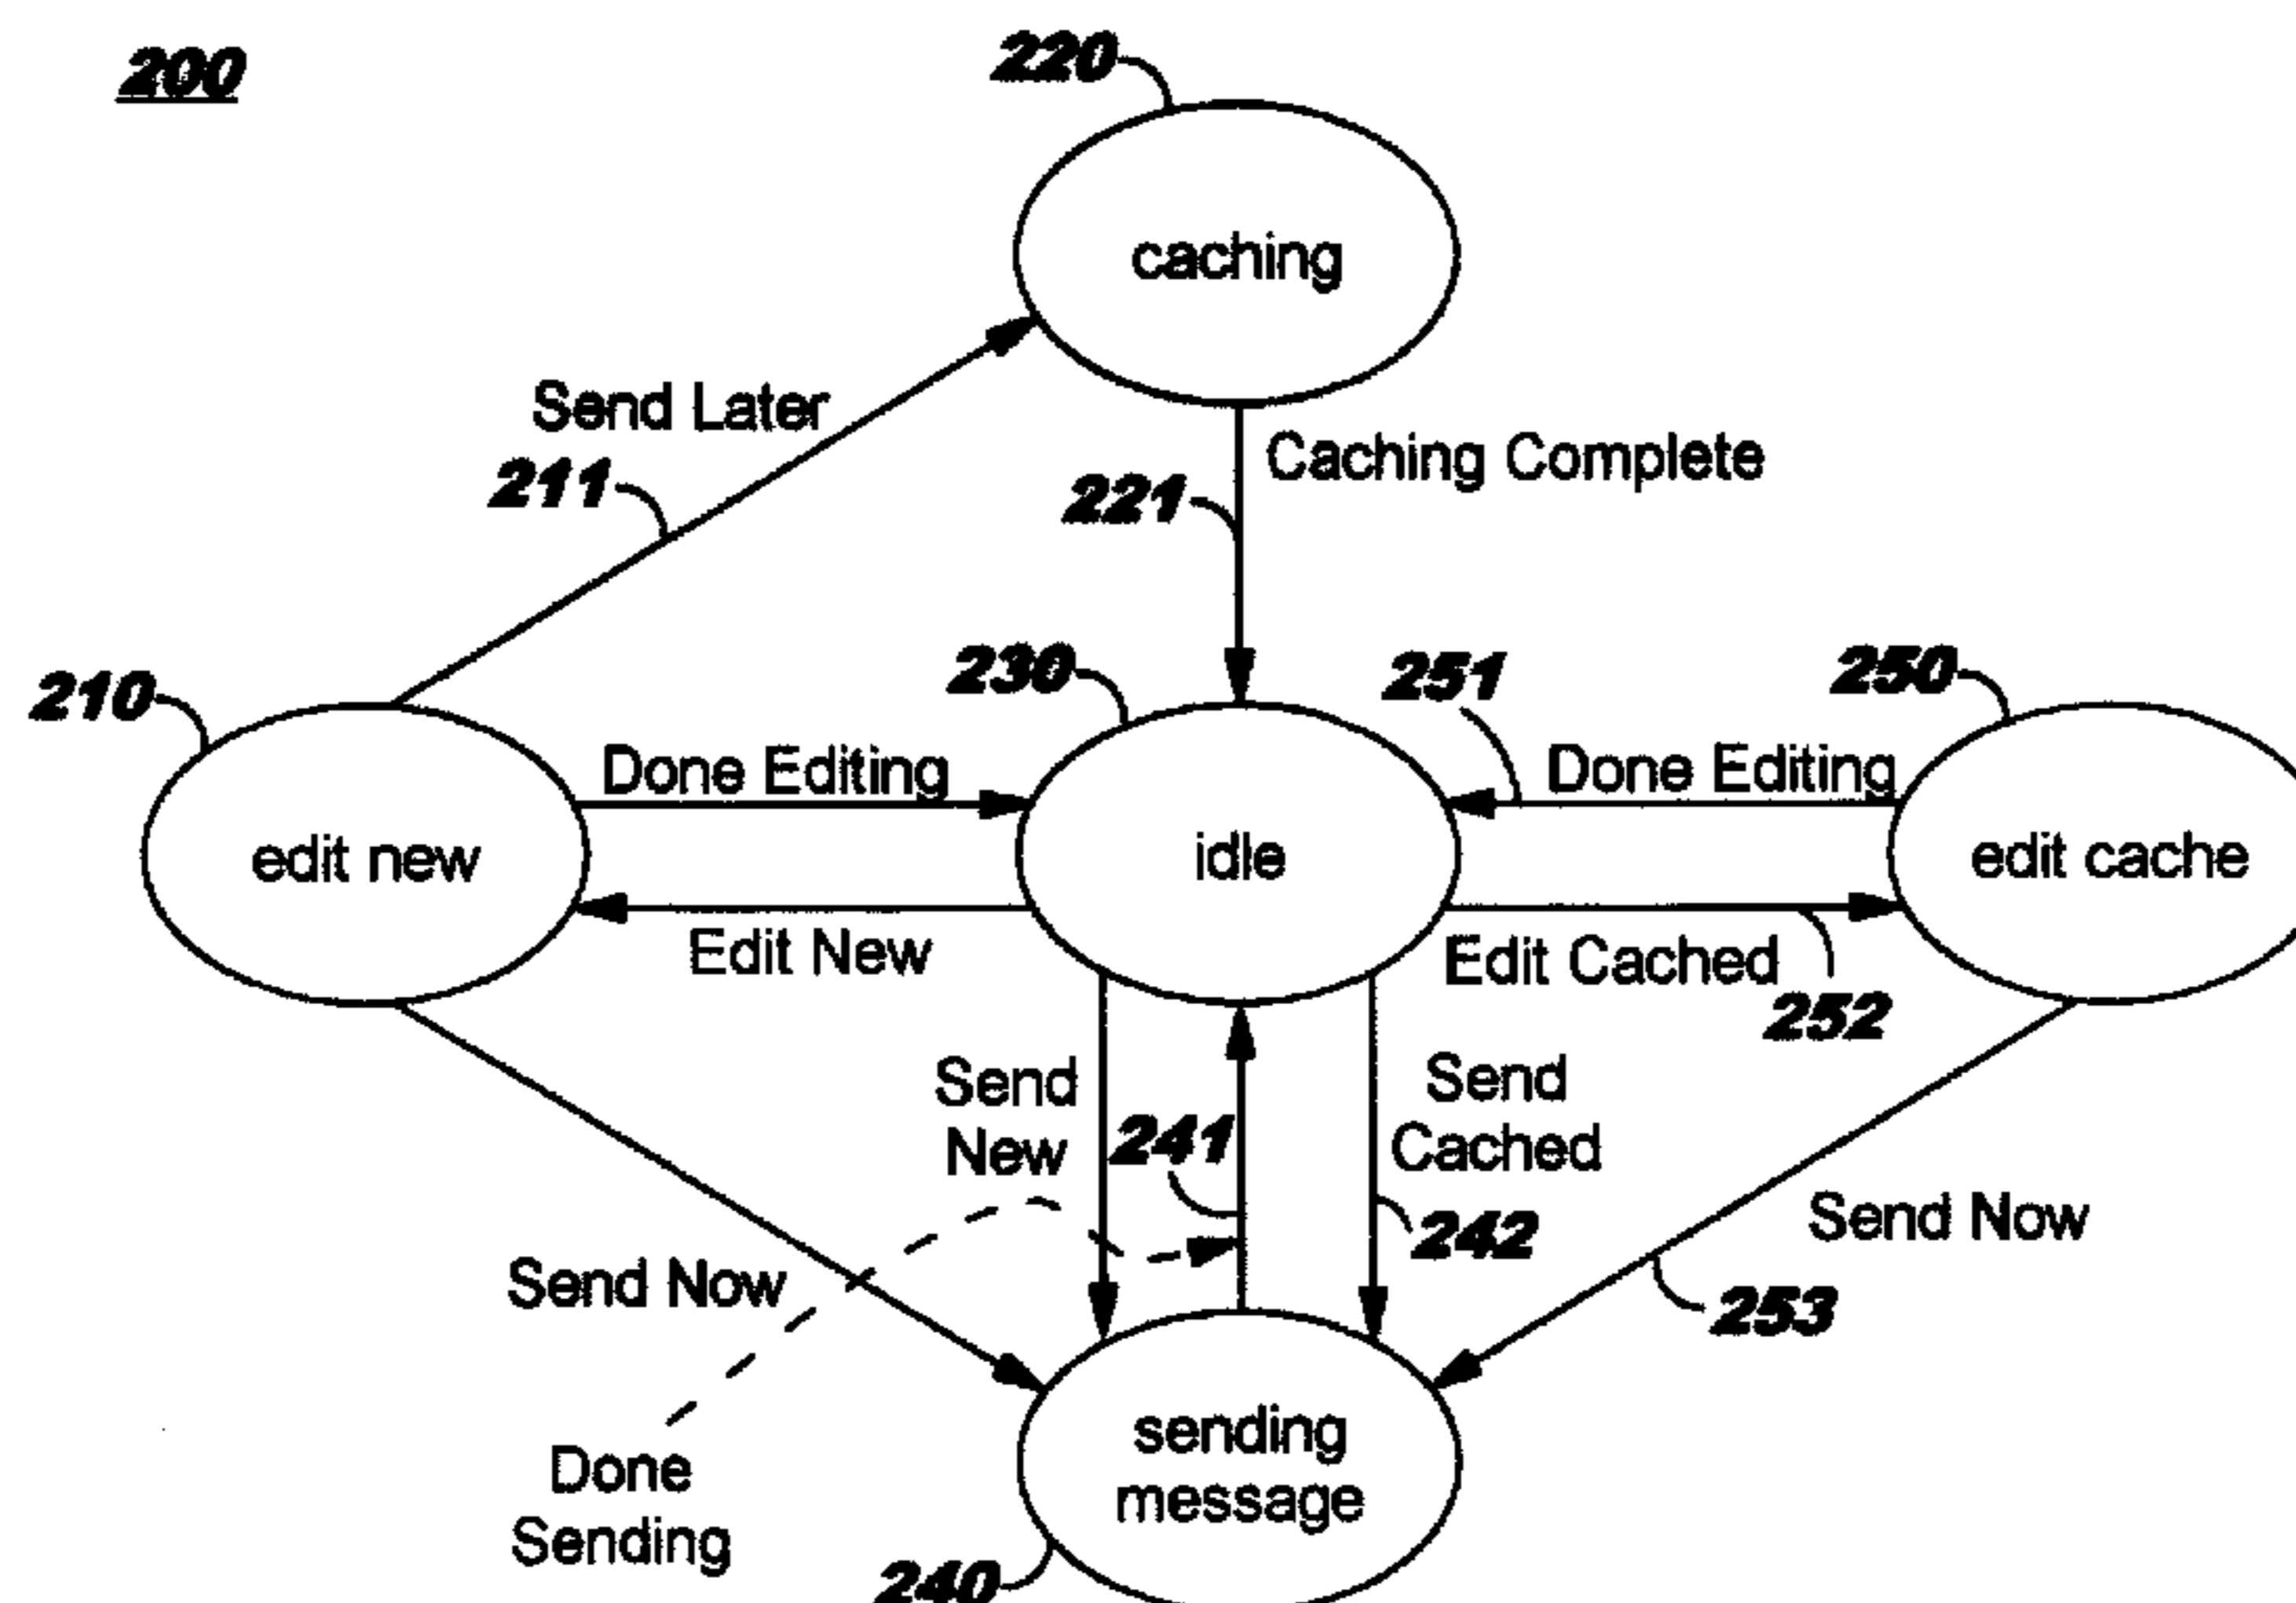 200
220
caching
Send Later
211
Caching Complete
221
210
230
251
250
Done Editing
Done Editing
edit new
idle
edit cache
Edit New
Edit Cached
252
Send
New
241
Send
Cached
242
Send Now
Send Now
253
sending
message
Done
Sending
240